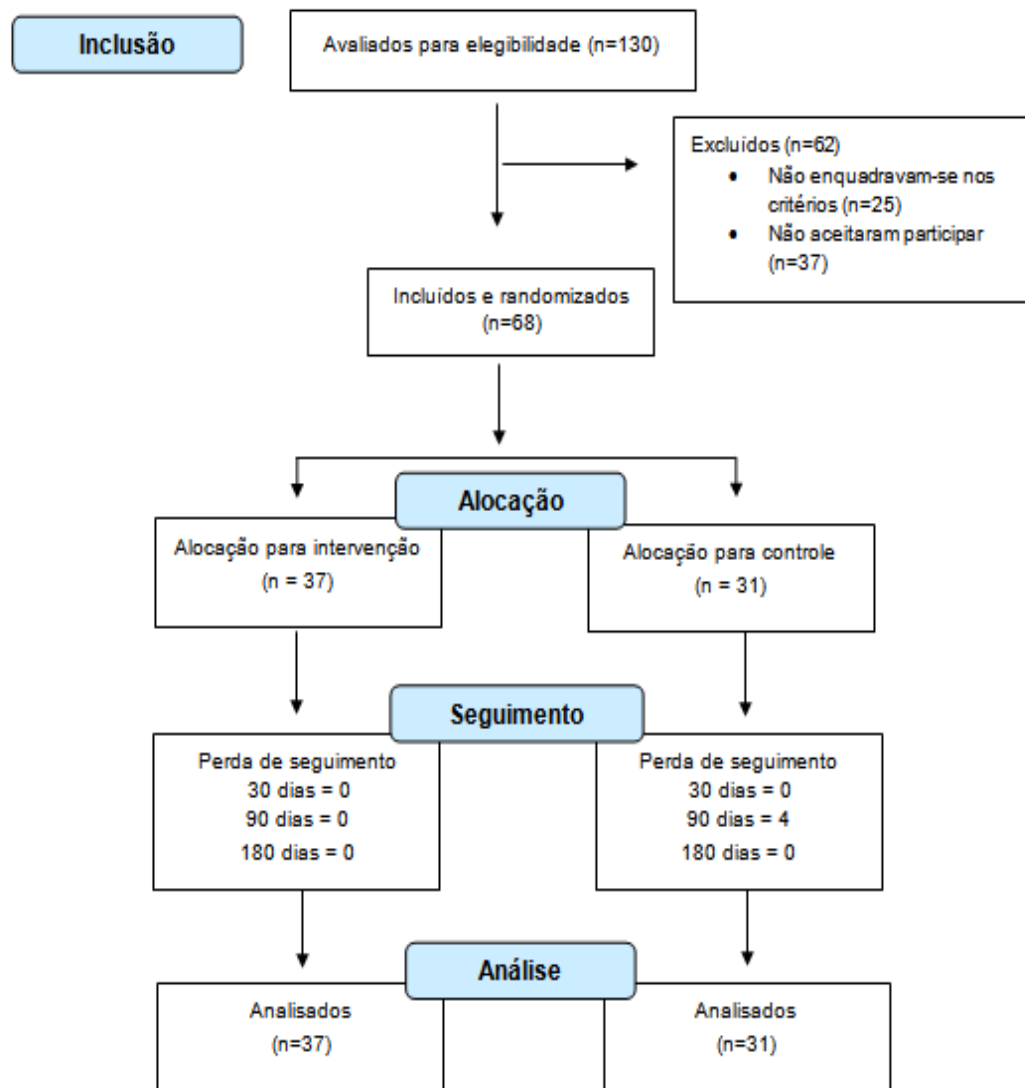 Inclusão
Avaliados para elegibilidade (n=130)
Excluídos (n=62)
• Não enquadravam-se nos
critérios (n=25)
• Não aceitaram participar
(n=37)
Incluídos e randomizados
(n=68)
Alocação
Alocação para intervenção
(n = 37)
Alocação para controle
(n = 31)
Seguimento
Perda de seguimento
30 dias = 0
90 dias = 0
180 dias = 0
Perda de seguimento
30 dias = 0
90 dias = 4
180 dias = 0
Análise
Analisados
(n=37)
Analisados
(n=31)